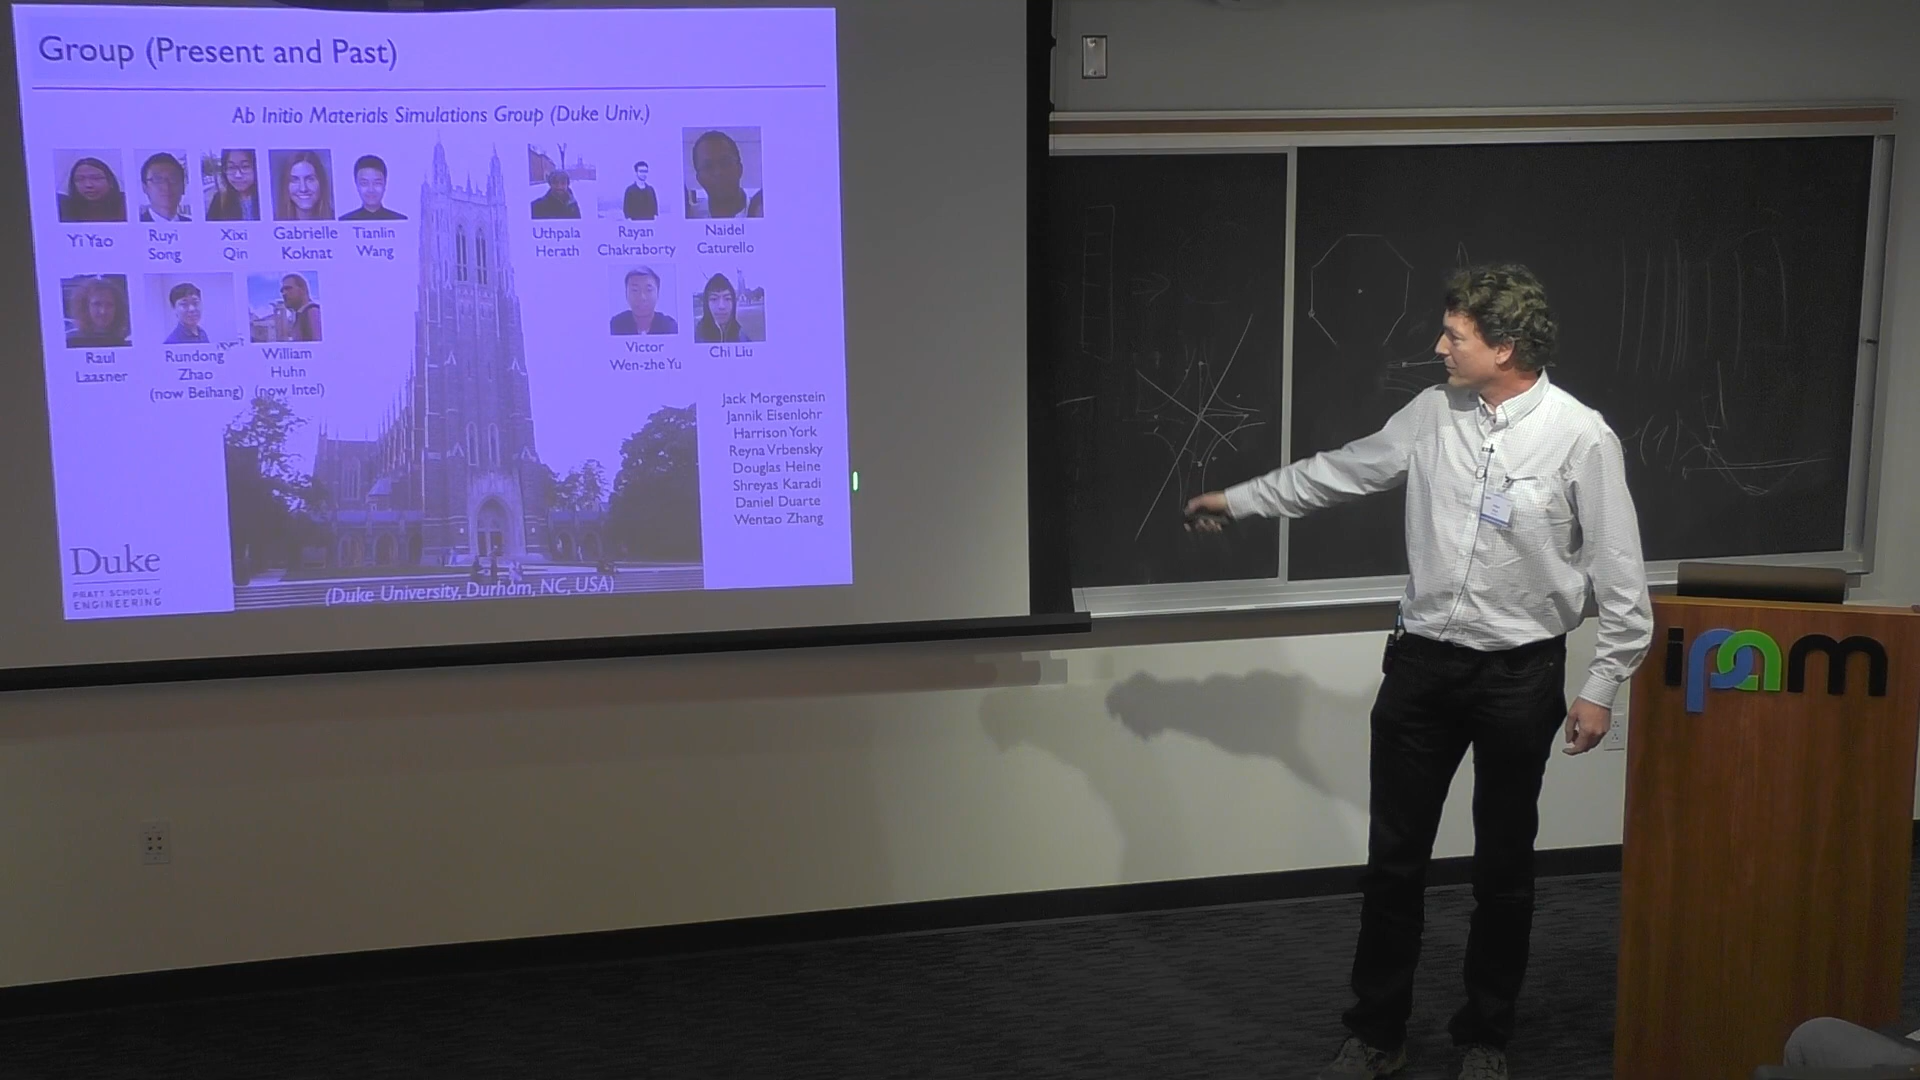 Group (Present and Past)
Ab Initio Materials Simulations Group (Duke Univ.)
Yi Yao
Ruyi
Song
Xixi
Qin
Gabrielle
Koknat
Tianlin
Wang
Uthpala
Herath
Rayan
Chakraborty
Naidel
Caturello
Raul
Laasner
Rundong
Zhao
(now Beihang)
William
Huhn
(now Intel)
Victor
Wen-zhe Yu
Chi Liu
Jack Morgenstein
Jannik Eisenlohr
Harrison York
Reyna Vrbensky
Douglas Heine
Shreyas Karadi
Daniel Duarte
Wentao Zhang
Duke
PRATT SCHOOL of
ENGINEERING
(Duke University, Durham, NC, USA)
ipam